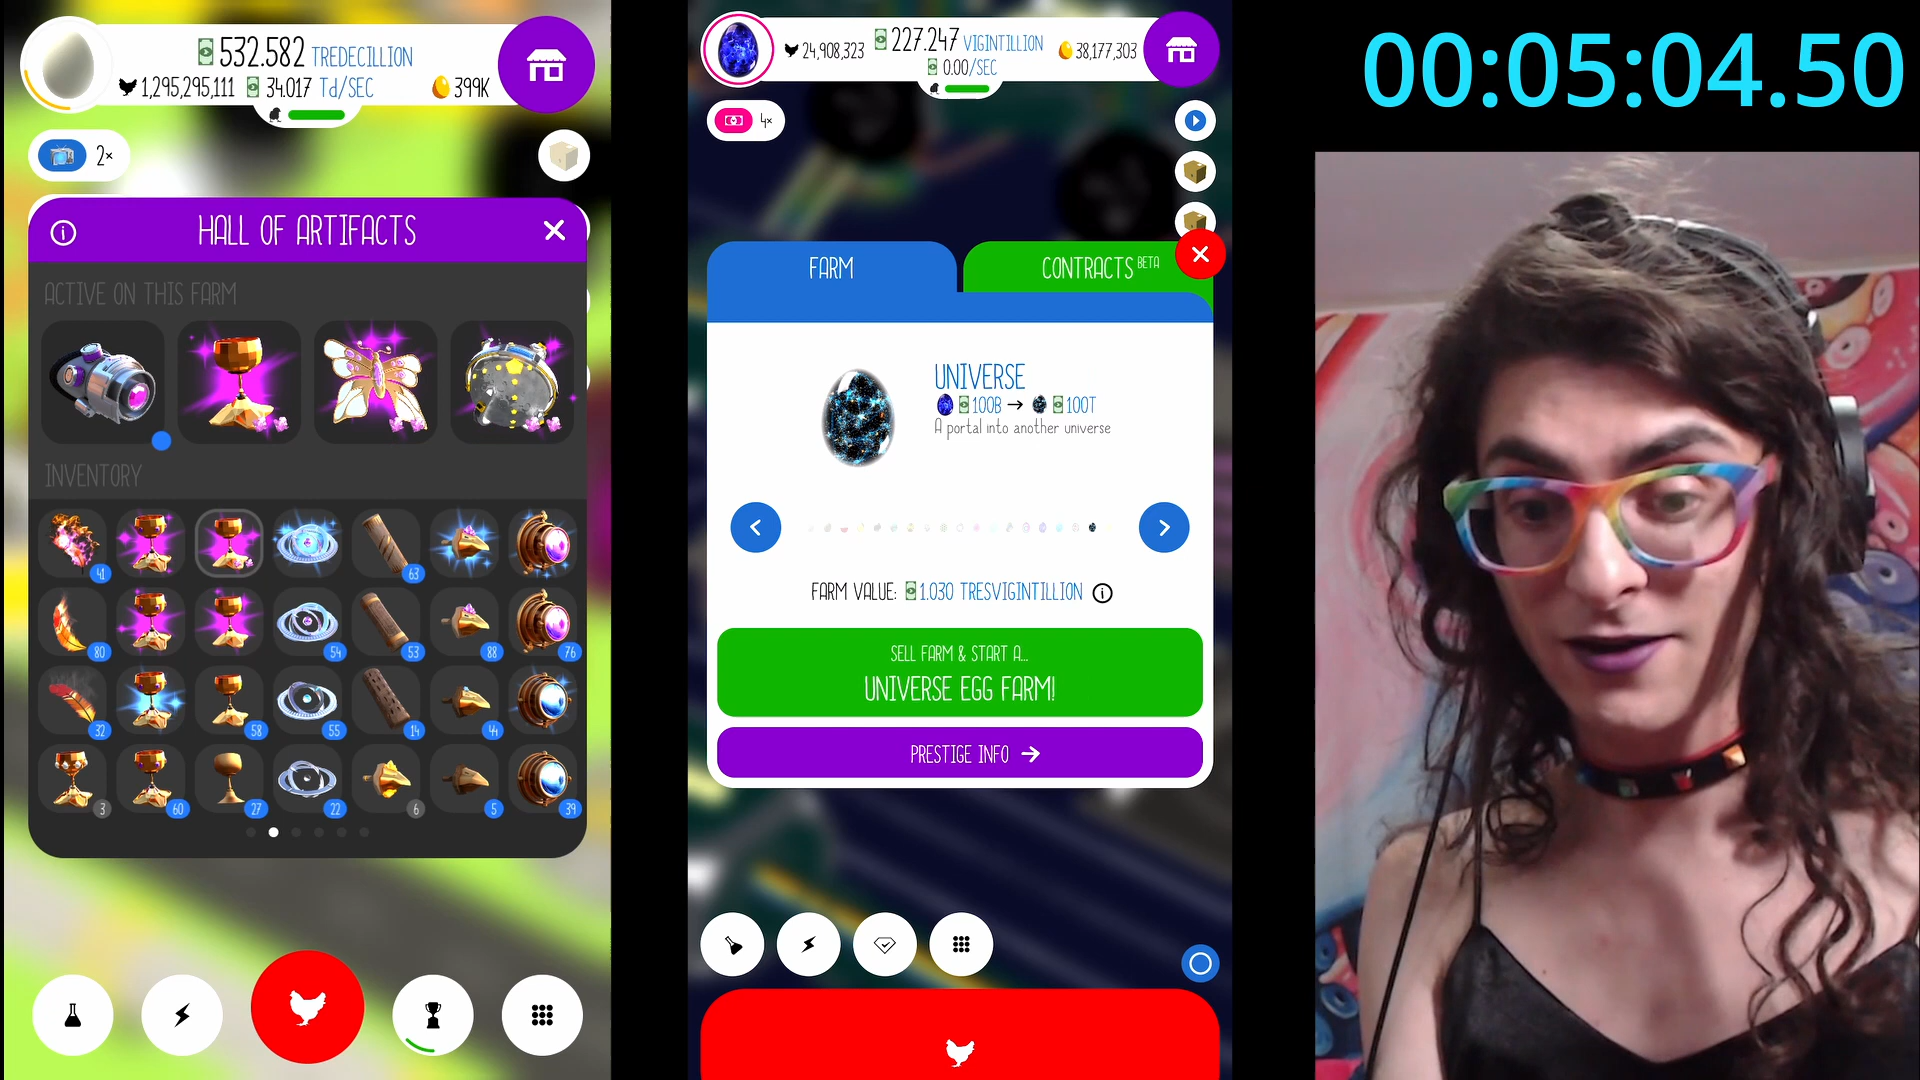 532.582 TREDECILLION
1,295,295,111 34.017 Td/SEC 399K
2×
HALL OF ARTIFACTS
ACTIVE ON THIS FARM
INVENTORY
41
63
80
54
53
88
76
32
58
55
14
44
3
60
27
22
6
5
39
24,908,323 227.247 VIGINTILLION 38,177,303
0.00/SEC
4×
FARM
CONTRACTS BETA
UNIVERSE
100B → 100T
A portal into another universe
FARM VALUE: 1.030 TRESVIGINTILLION
SELL FARM & START A...
UNIVERSE EGG FARM!
PRESTIGE INFO →
00:05:04.50